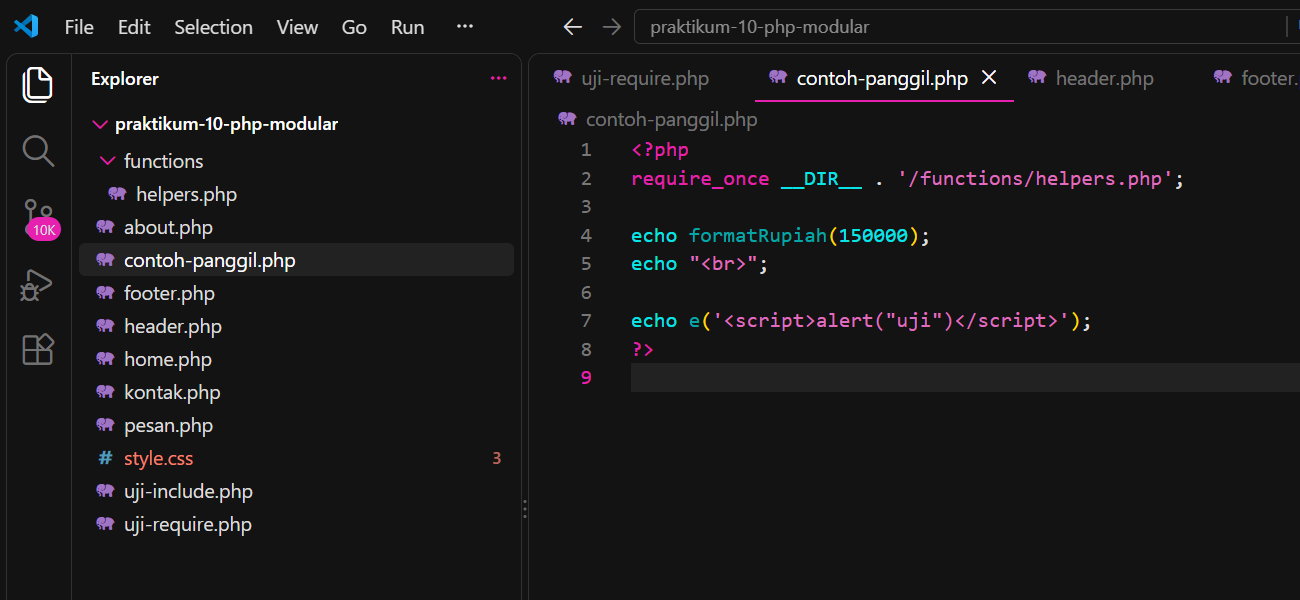 File Edit Selection View Go Run ···
praktikum-10-php-modular
Explorer ···
praktikum-10-php-modular
functions
helpers.php
about.php
contoh-panggil.php
footer.php
header.php
home.php
kontak.php
pesan.php
# style.css 3
uji-include.php
uji-require.php
10K
uji-require.php contoh-panggil.php header.php footer.
contoh-panggil.php
1 <?php
2 require_once __DIR__ . '/functions/helpers.php';
3
4 echo formatRupiah(150000);
5 echo "<br>";
6
7 echo e('<script>alert("uji")</script>');
8 ?>
9